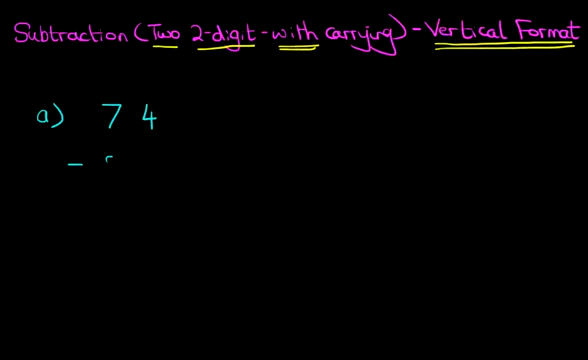 Subtraction (Two 2-digit - with carrying) - Vertical Format
a) 7 4
-